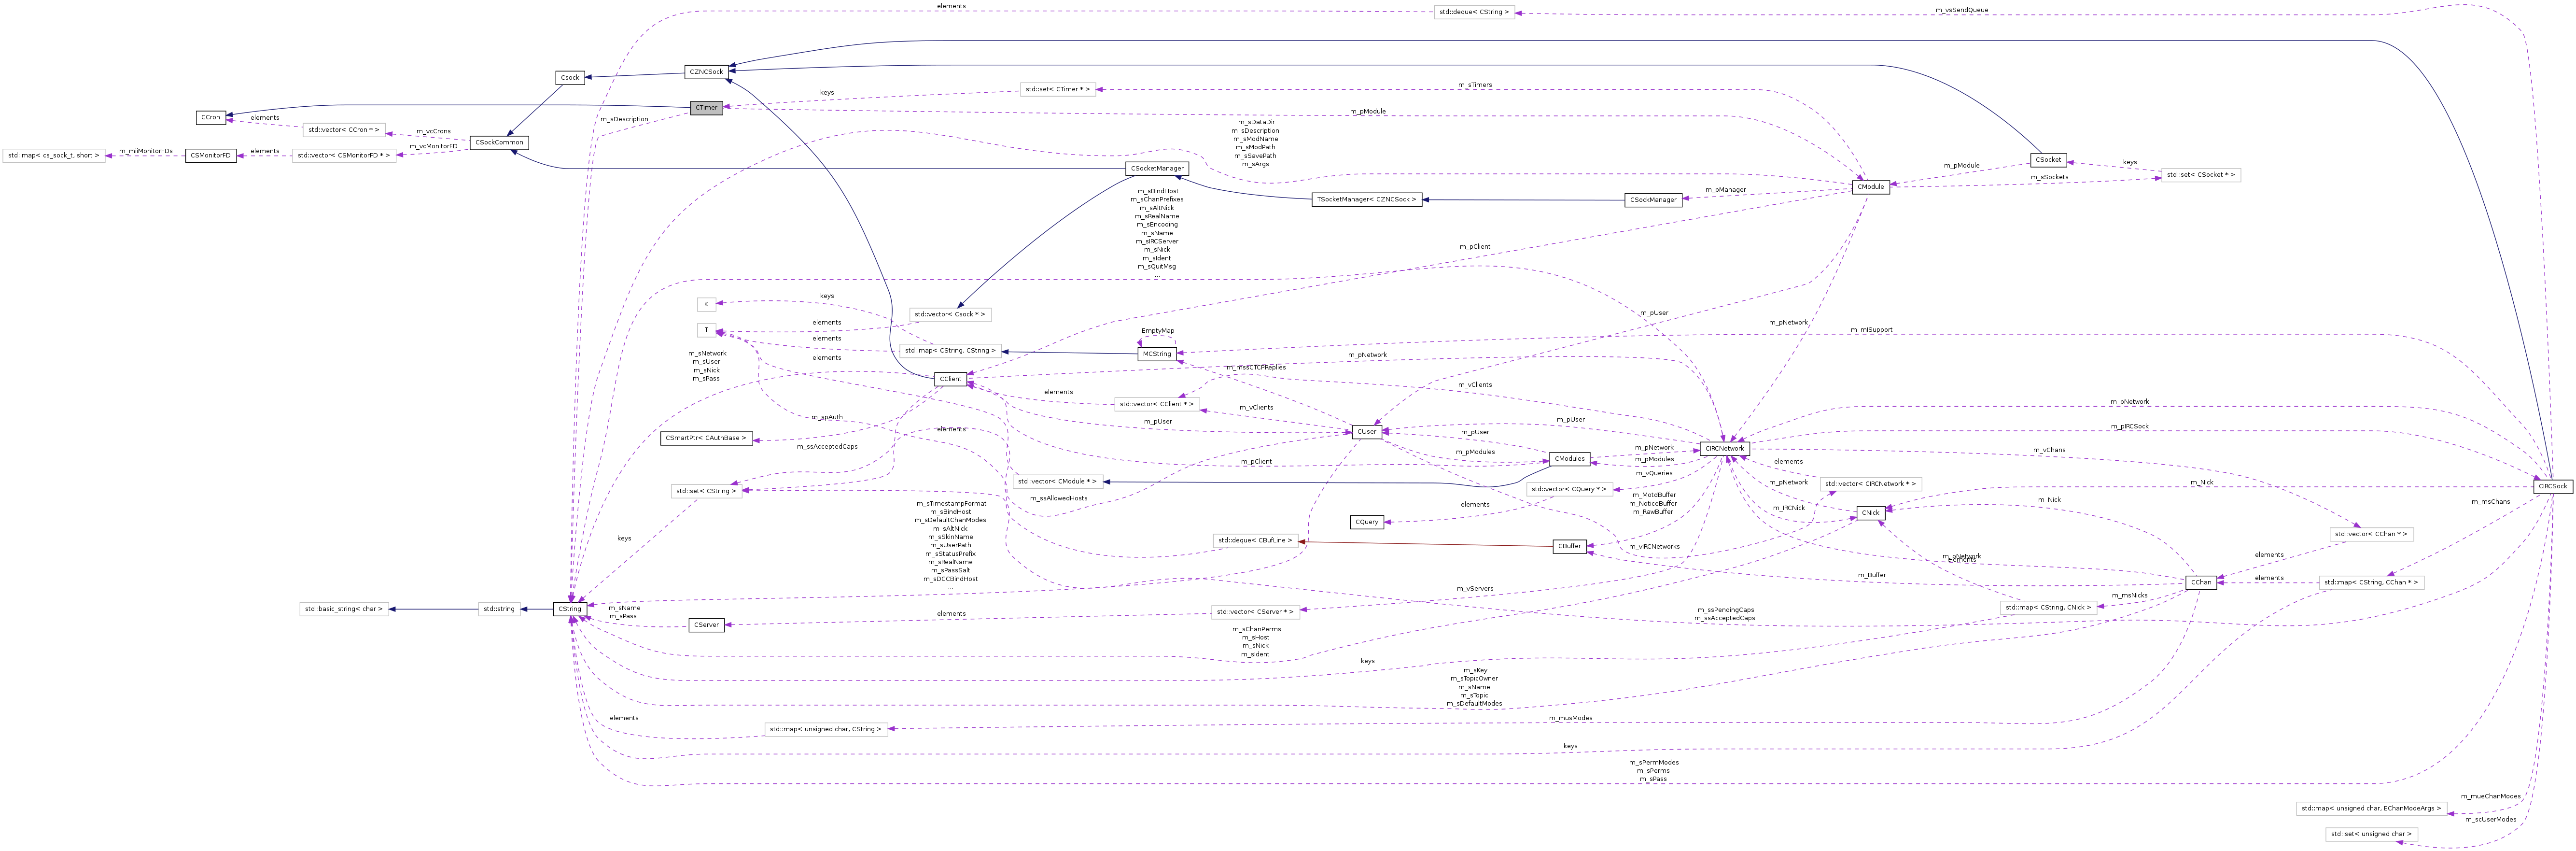 elements
std::deque< CString >
m_vsSendQueue
CZNCSock
Csock
m_sTimers
std::set< CTimer * >
keys
CTimer
m_pModule
CCron
elements
std::vector< CCron * >
m_vcCrons
m_sDescription
CSockCommon
m_vcMonitorFD
std::map< cs_sock_t, short >
m_miiMonitorFDs
CSMonitorFD
elements
std::vector< CSMonitorFD * >
m_sDataDir
m_sDescription
m_sModName
m_sModPath
m_sSavePath
m_sArgs
CSocketManager
CSocket
m_pModule
keys
std::set< CSocket * >
m_sSockets
CModule
m_pManager
CSockManager
TSocketManager< CZNCSock >
m_sBindHost
m_sChanPrefixes
m_sAltNick
m_sRealName
m_sEncoding
m_sName
m_sIRCServer
m_sNick
m_sIdent
m_sQuitMsg
...
m_pClient
K
keys
std::vector< Csock * >
T
elements
elements
elements
std::map< CString, CString >
EmptyMap
MCString
m_pUser
m_pNetwork
m_miSupport
m_sNetwork
m_sUser
m_sNick
m_sPass
CClient
m_pNetwork
m_mssCTCPReplies
elements
std::vector< CClient * >
m_vClients
m_vClients
m_spAuth
m_pUser
CSmartPtr< CAuthBase >
elements
m_ssAcceptedCaps
CUser
m_pUser
m_pUser
m_pNetwork
m_pModules
m_pModules
CModules
CIRCNetwork
m_pNetwork
m_pIRCSock
m_vChans
m_pClient
std::vector< CModule * >
std::set< CString >
m_ssAllowedHosts
m_vQueries
std::vector< CQuery * >
elements
CQuery
m_MotdBuffer
m_NoticeBuffer
m_RawBuffer
elements
std::vector< CIRCNetwork * >
m_pNetwork
m_IRCNick
CNick
m_Nick
m_Nick
CIRCSock
m_msChans
m_sTimestampFormat
m_sBindHost
m_sDefaultChanModes
m_sAltNick
m_sSkinName
m_sUserPath
m_sStatusPrefix
m_sRealName
m_sPassSalt
m_sDCCBindHost
...
keys
std::deque< CBufLine >
CBuffer
m_vIRCNetworks
m_pNetwork
elements
std::vector< CChan * >
elements
m_Buffer
CChan
elements
std::map< CString, CChan * >
m_msNicks
std::map< CString, CNick >
m_vServers
std::basic_string< char >
std::string
CString
m_sName
m_sPass
CServer
elements
std::vector< CServer * >
m_ssPendingCaps
m_ssAcceptedCaps
m_sChanPerms
m_sHost
m_sNick
m_sIdent
keys
m_sKey
m_sTopicOwner
m_sName
m_sTopic
m_sDefaultModes
elements
std::map< unsigned char, CString >
m_musModes
keys
m_sPermModes
m_sPerms
m_sPass
m_mueChanModes
std::map< unsigned char, EChanModeArgs >
m_scUserModes
std::set< unsigned char >